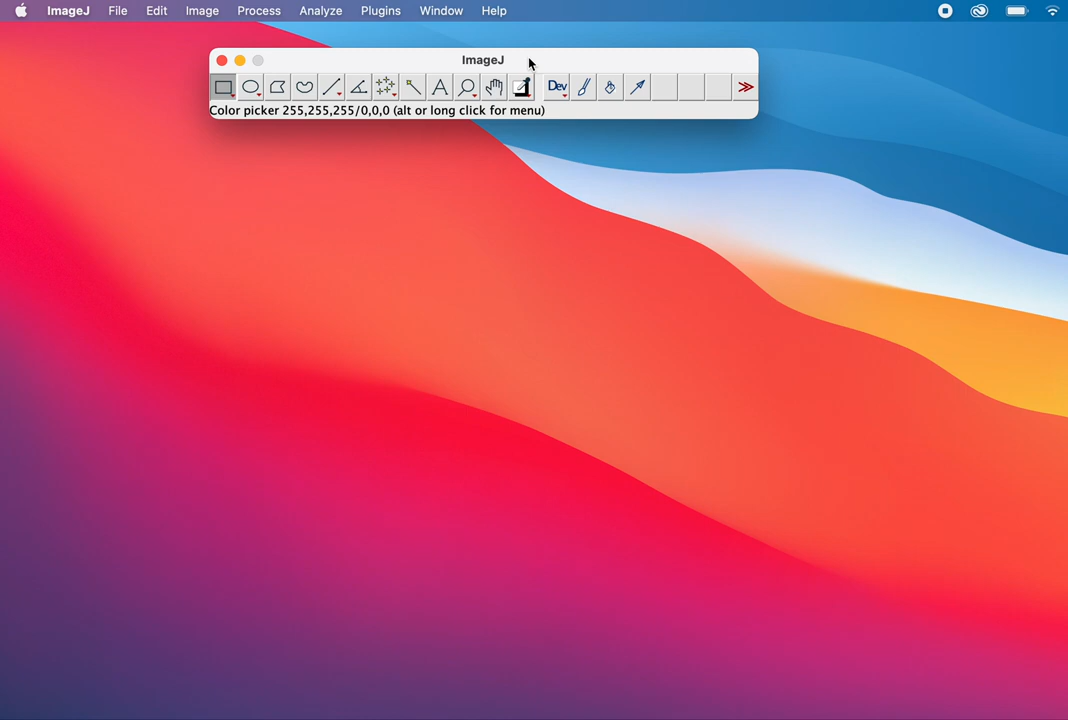 ImageJ File Edit Image Process Analyze Plugins Window Help
ImageJ
A Dev
Color picker 255,255,255/0,0,0 (alt or long click for menu)